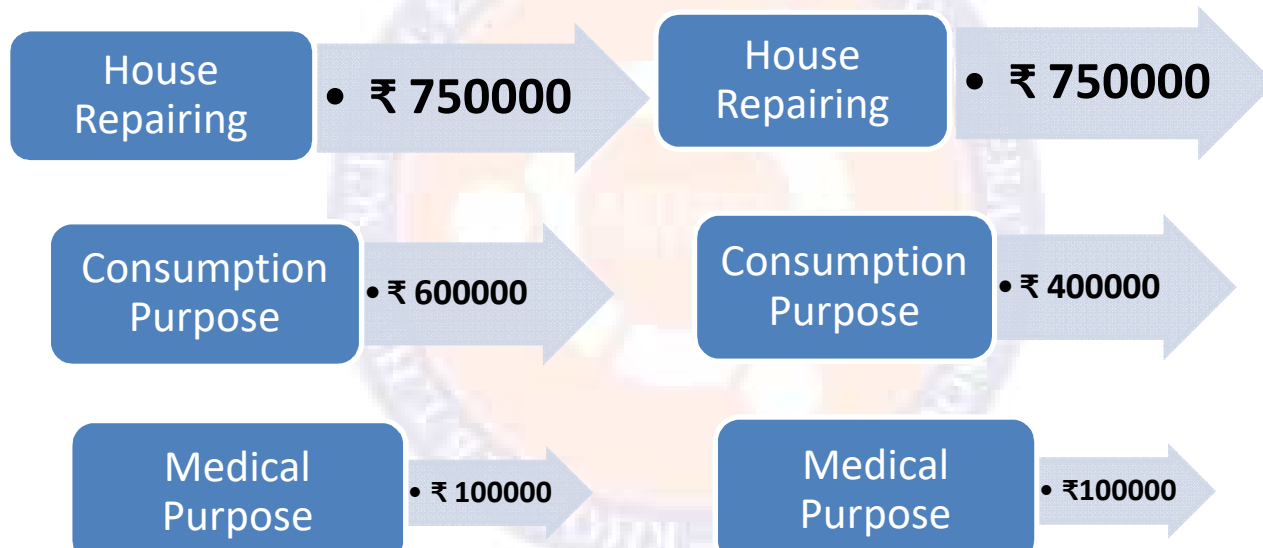 House
Repairing
• ₹ 750000
House
Repairing
• ₹ 750000
Consumption
Purpose
• ₹ 600000
Consumption
Purpose
• ₹ 400000
Medical
Purpose
• ₹ 100000
Medical
Purpose
• ₹100000